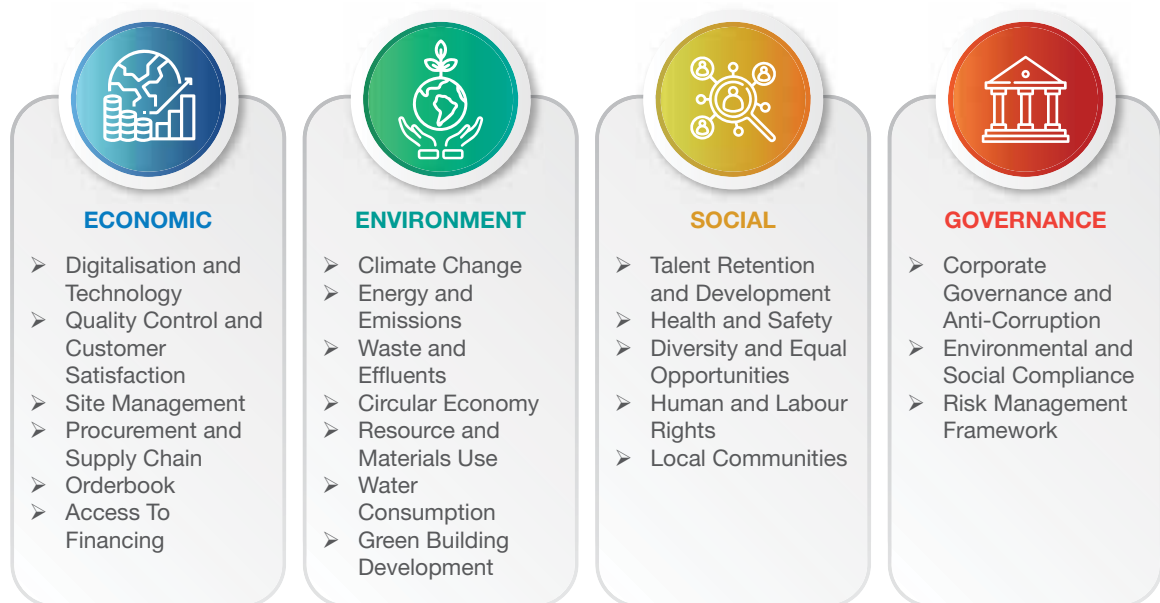 ECONOMIC
➢ Digitalisation and
Technology
➢ Quality Control and
Customer
Satisfaction
➢ Site Management
➢ Procurement and
Supply Chain
➢ Orderbook
➢ Access To
Financing
ENVIRONMENT
➢ Climate Change
➢ Energy and
Emissions
➢ Waste and
Effluents
➢ Circular Economy
➢ Resource and
Materials Use
➢ Water
Consumption
➢ Green Building
Development
SOCIAL
➢ Talent Retention
and Development
➢ Health and Safety
➢ Diversity and Equal
Opportunities
➢ Human and Labour
Rights
➢ Local Communities
GOVERNANCE
➢ Corporate
Governance and
Anti-Corruption
➢ Environmental and
Social Compliance
➢ Risk Management
Framework